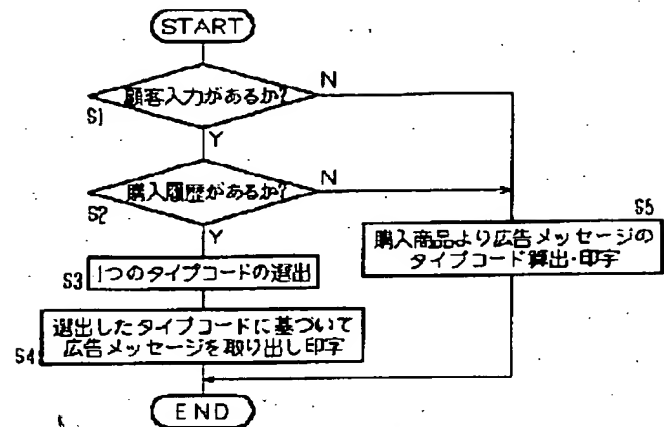 START
顧客入力があるか?
N
S1
Y
購入履歴があるか?
N
S2
Y
S5
購入商品より広告メッセージの
タイプコード算出・印字
1つのタイプコードの選出
S3
選出したタイプコードに基づいて
広告メッセージを取り出し印字
S4
END